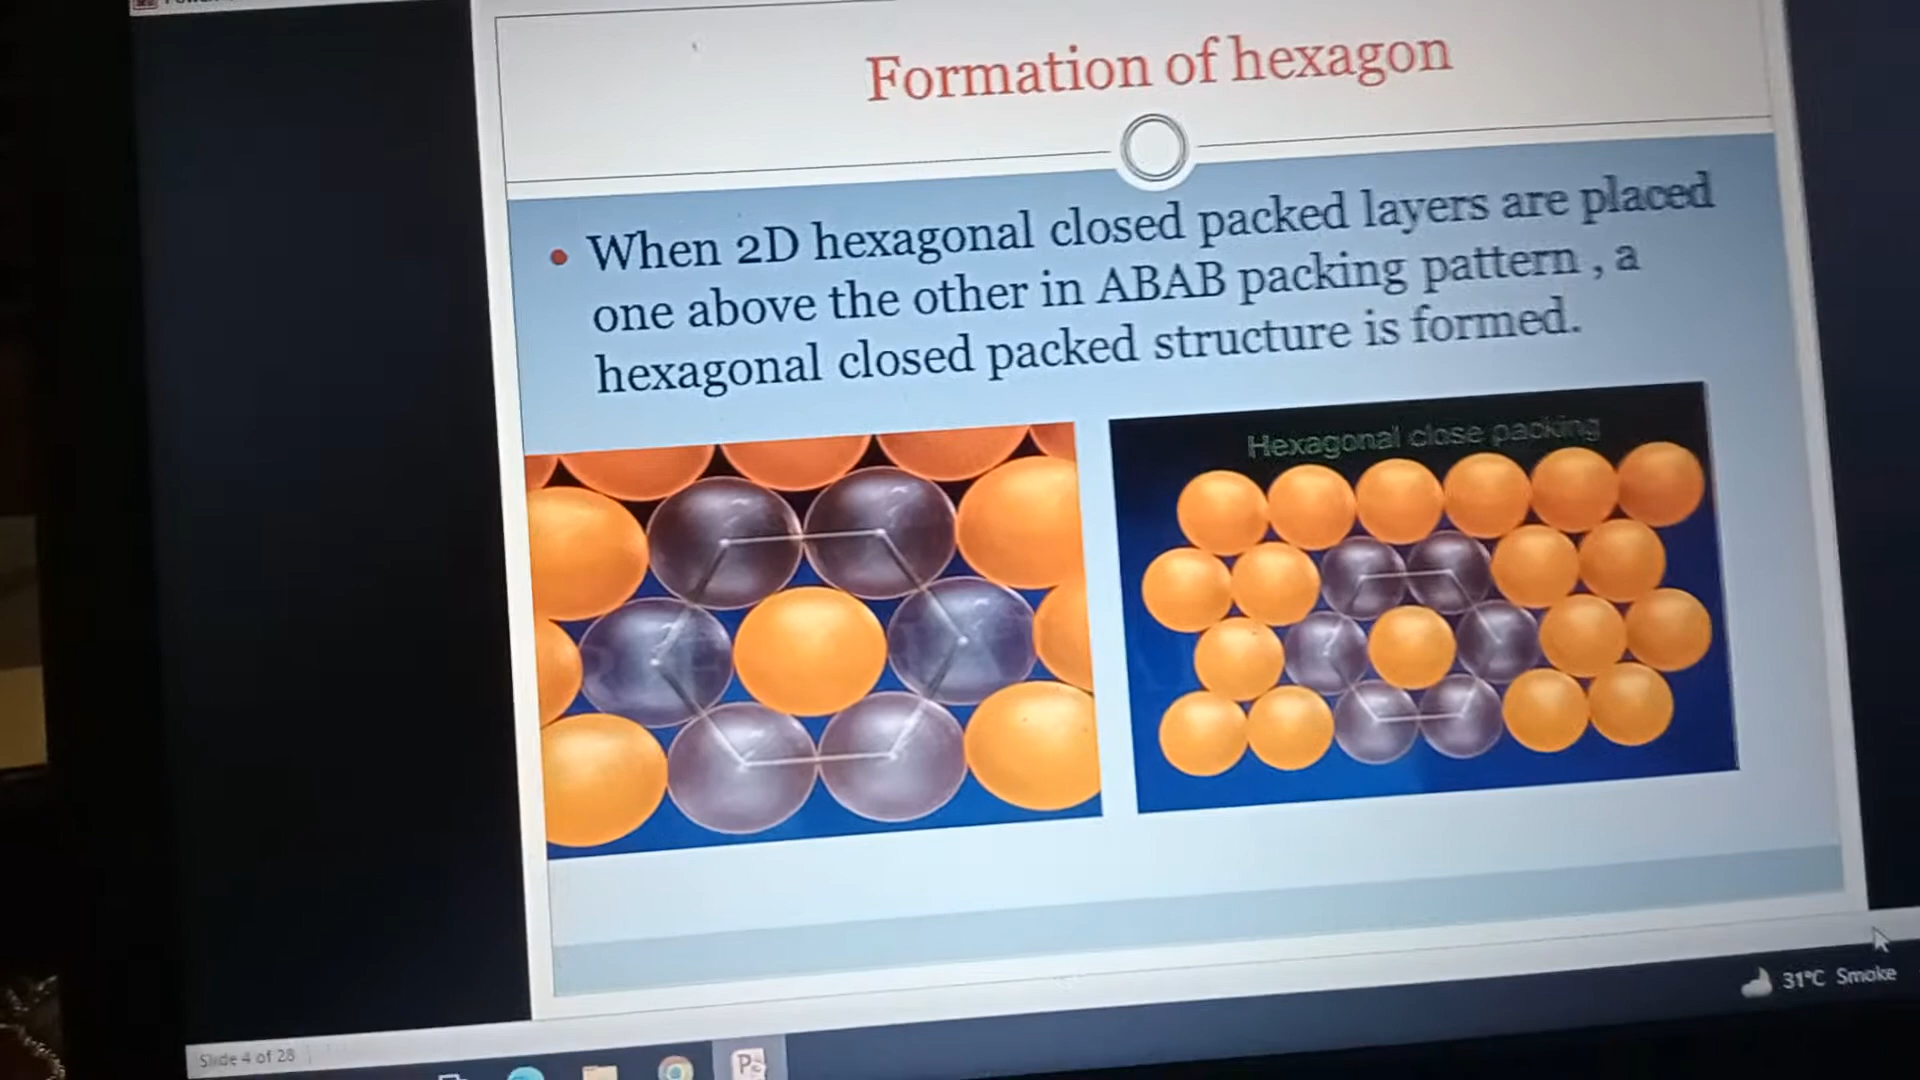 Formation of hexagon
• When 2D hexagonal closed packed layers are placed
one above the other in ABAB packing pattern , a
hexagonal closed packed structure is formed.
Hexagonal close packing
31°C Smoke
Slide 4 of 28